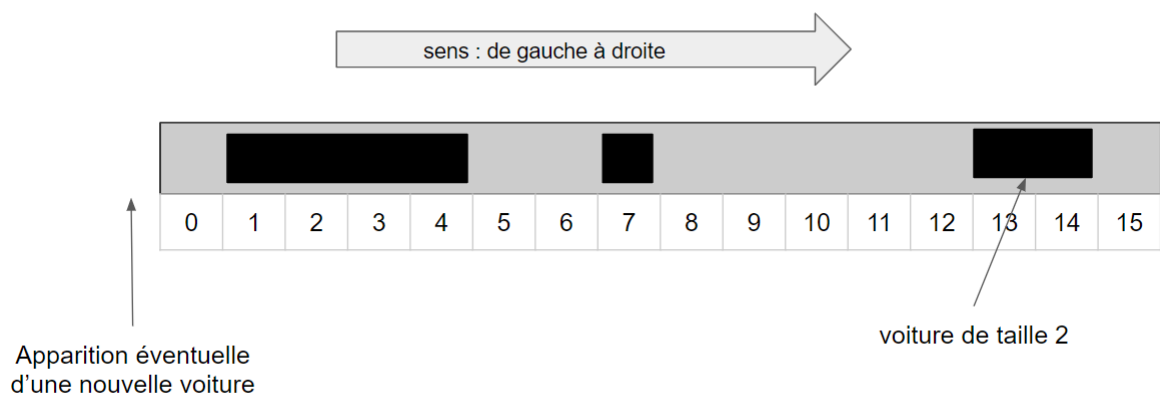 sens : de gauche à droite
0 1 2 3 4 5 6 7 8 9 10 11 12 13 14 15
voiture de taille 2
Apparition éventuelle
d'une nouvelle voiture